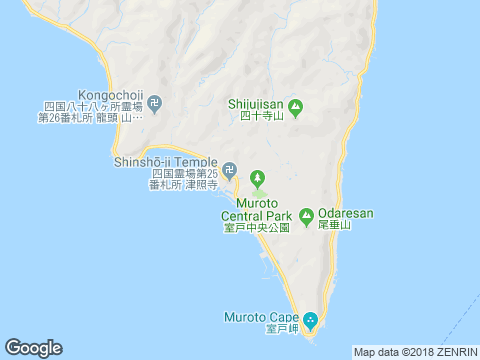 Kongochoji
四国八十八ヶ所霊場
第26番札所 龍頭 山…
Shijujisan
四十寺山
Shinshō-ji Temple
四国霊場第25
番札所 津照寺
Muroto
Central Park
室戸中央公園
Odaresan
尾垂山
Muroto Cape
室戸岬
Google
Map data ©2018 ZENRIN